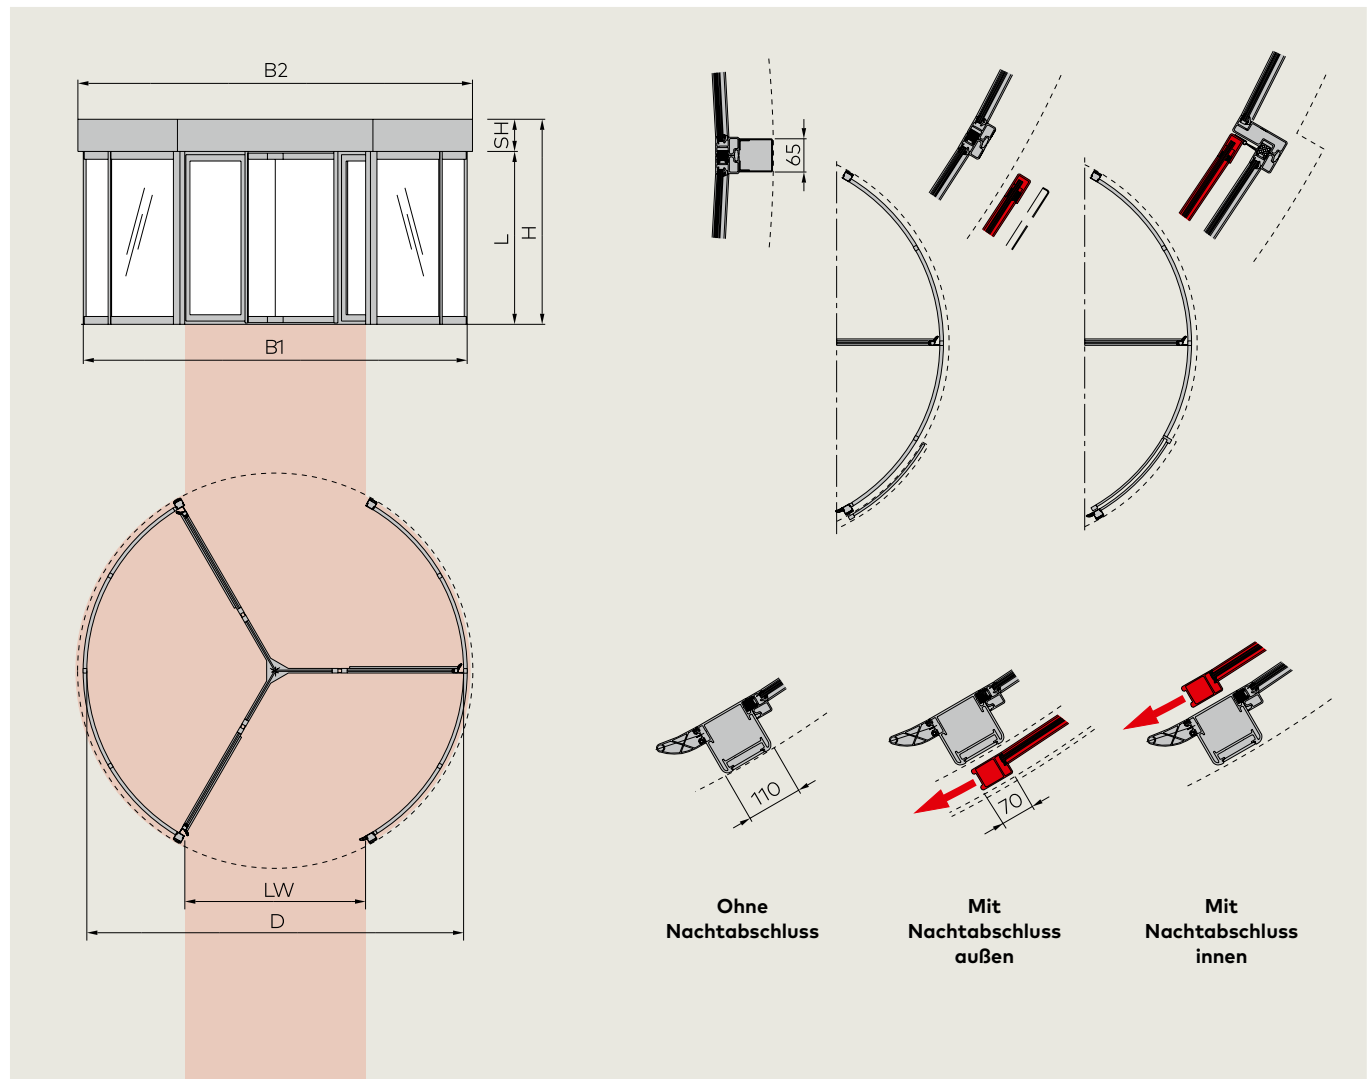 B2
SH
L
H
B1
65
LW
D
110
70
Ohne
Nachtabschluss
Mit
Nachtabschluss
außen
Mit
Nachtabschluss
innen